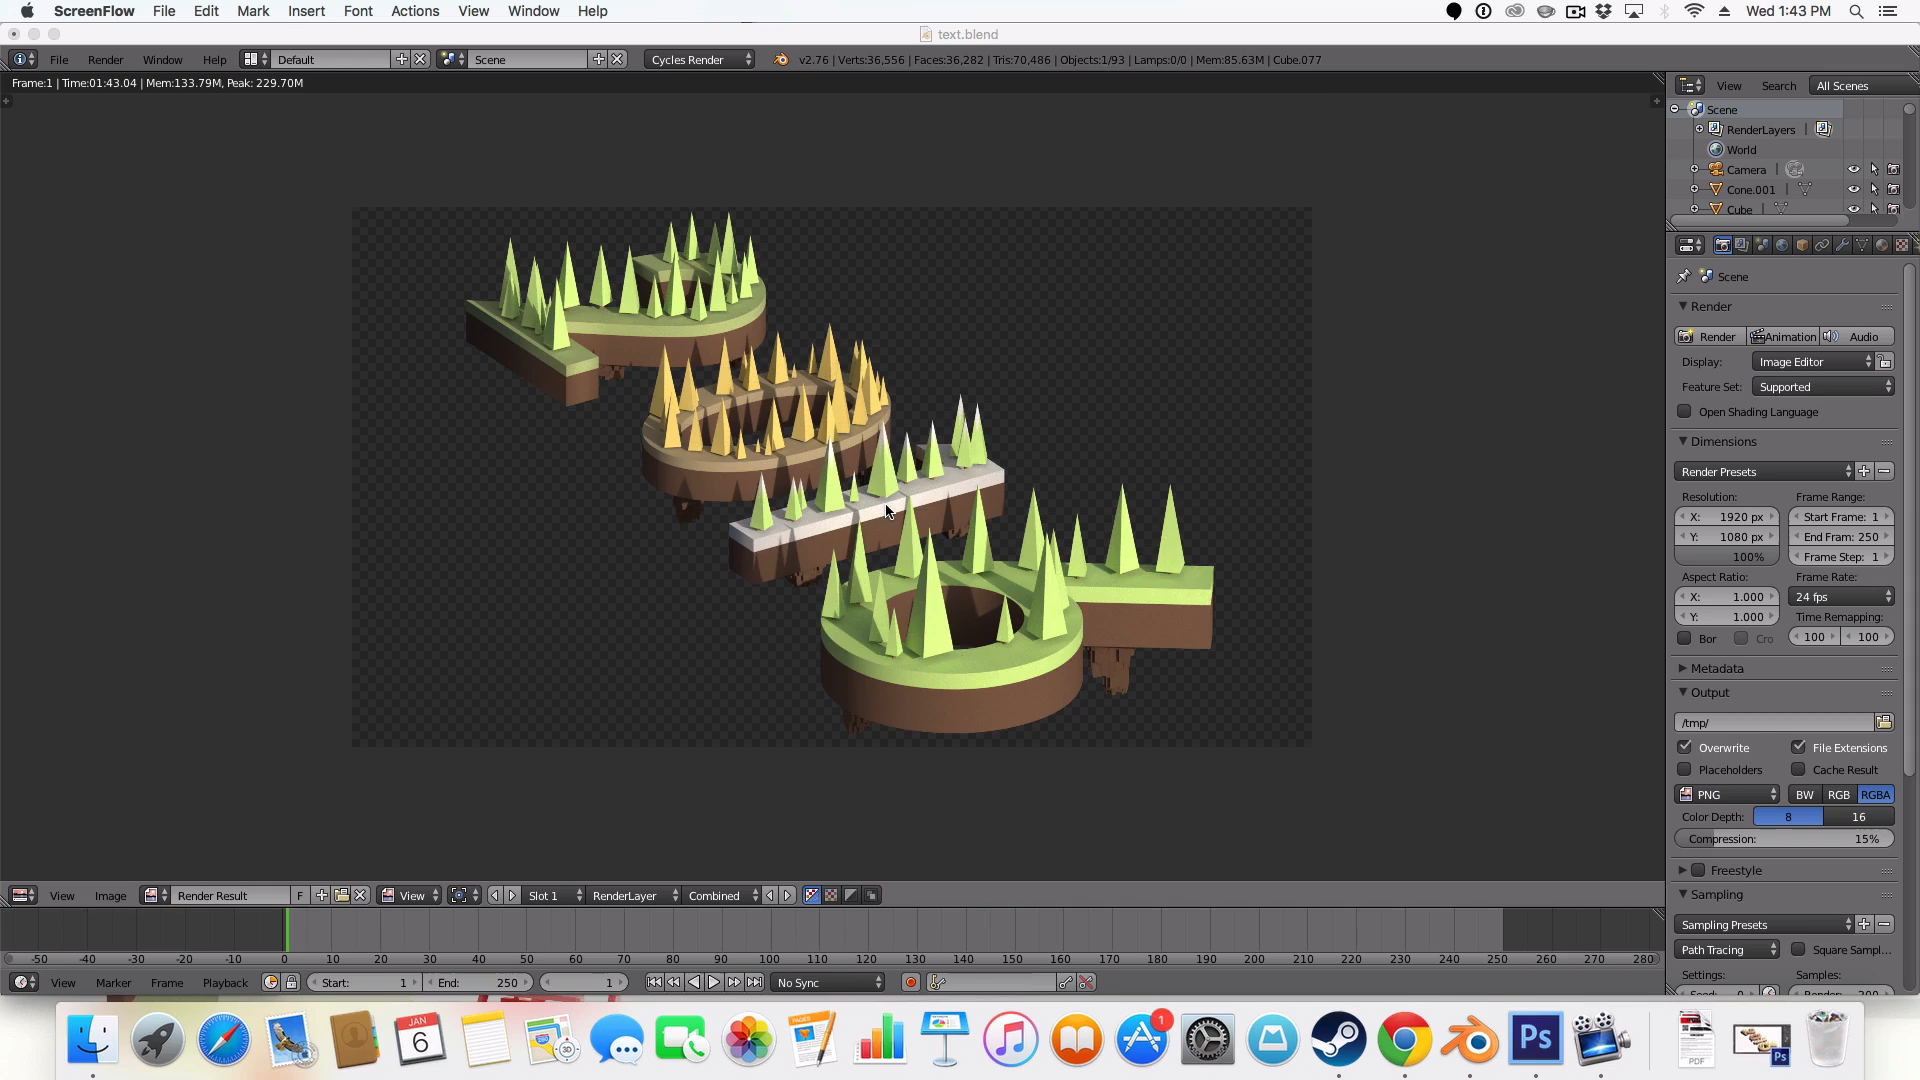 ScreenFlow File Edit Mark Insert Font Actions View Window Help Wed 1:43 PM
text.blend
File Render Window Help Default Scene Cycles Render v2.76 | Verts:36,556 | Faces:36,282 | Tris:70,486 | Objects:1/93 | Lamps:0/0 | Mem:85.63M | Cube.077
Frame:1 | Time:01:43.04 | Mem:133.79M, Peak: 229.70M
View Search All Scenes
Scene
RenderLayers |
World
Camera |
Cone.001 |
Cube |
Scene
Render
Render Animation Audio
Display: Image Editor
Feature Set: Supported
Open Shading Language
Dimensions
Render Presets
Resolution: Frame Range:
X: 1920 px Start Frame: 1
Y: 1080 px End Fram: 250
100% Frame Step: 1
Aspect Ratio: Frame Rate:
X: 1.000 24 fps
Y: 1.000 Time Remapping:
Bor Cro 100 100
Metadata
Output
/tmp/
Overwrite File Extensions
Placeholders Cache Result
PNG BW RGB RGBA
Color Depth: 8 16
Compression: 15%
Freestyle
Sampling
Sampling Presets
Path Tracing Square Sampl...
Settings: Samples:
View Image Render Result F View Slot 1 RenderLayer Combined
-50 -40 -30 -20 -10 0 10 20 30 40 50 60 70 80 90 100 110 120 130 140 150 160 170 180 190 200 210 220 230 240 250 260 270 280
View Marker Frame Playback Start: 1 End: 250 1 No Sync
JAN
6
3D
PAGES
1
Ps
PDF
Ps